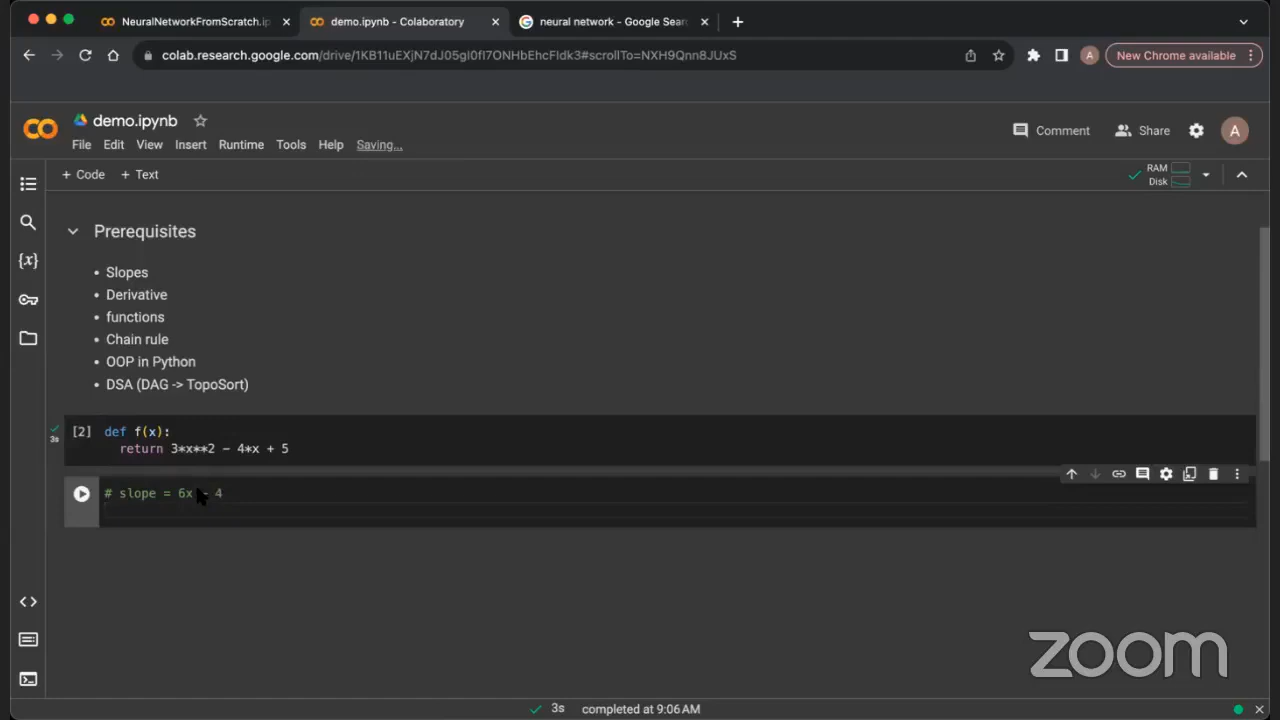 NeuralNetworkFromScratch.ip
demo.ipynb - Colaboratory
neural network - Google Sear
colab.research.google.com/drive/1KB11uEXjN7dJ05gI0fI7ONHbEhcFIdk3#scrollTo=NXH9Qnn8JUxS
A
New Chrome available
demo.ipynb
Comment
Share
A
File Edit View Insert Runtime Tools Help Saving...
+ Code + Text
RAM
Disk
Prerequisites
• Slopes
• Derivative
• functions
• Chain rule
• OOP in Python
• DSA (DAG -> TopoSort)
[2] def f(x):
3s
return 3*x**2 - 4*x + 5
# slope = 6x - 4
zoom
3s completed at 9:06 AM